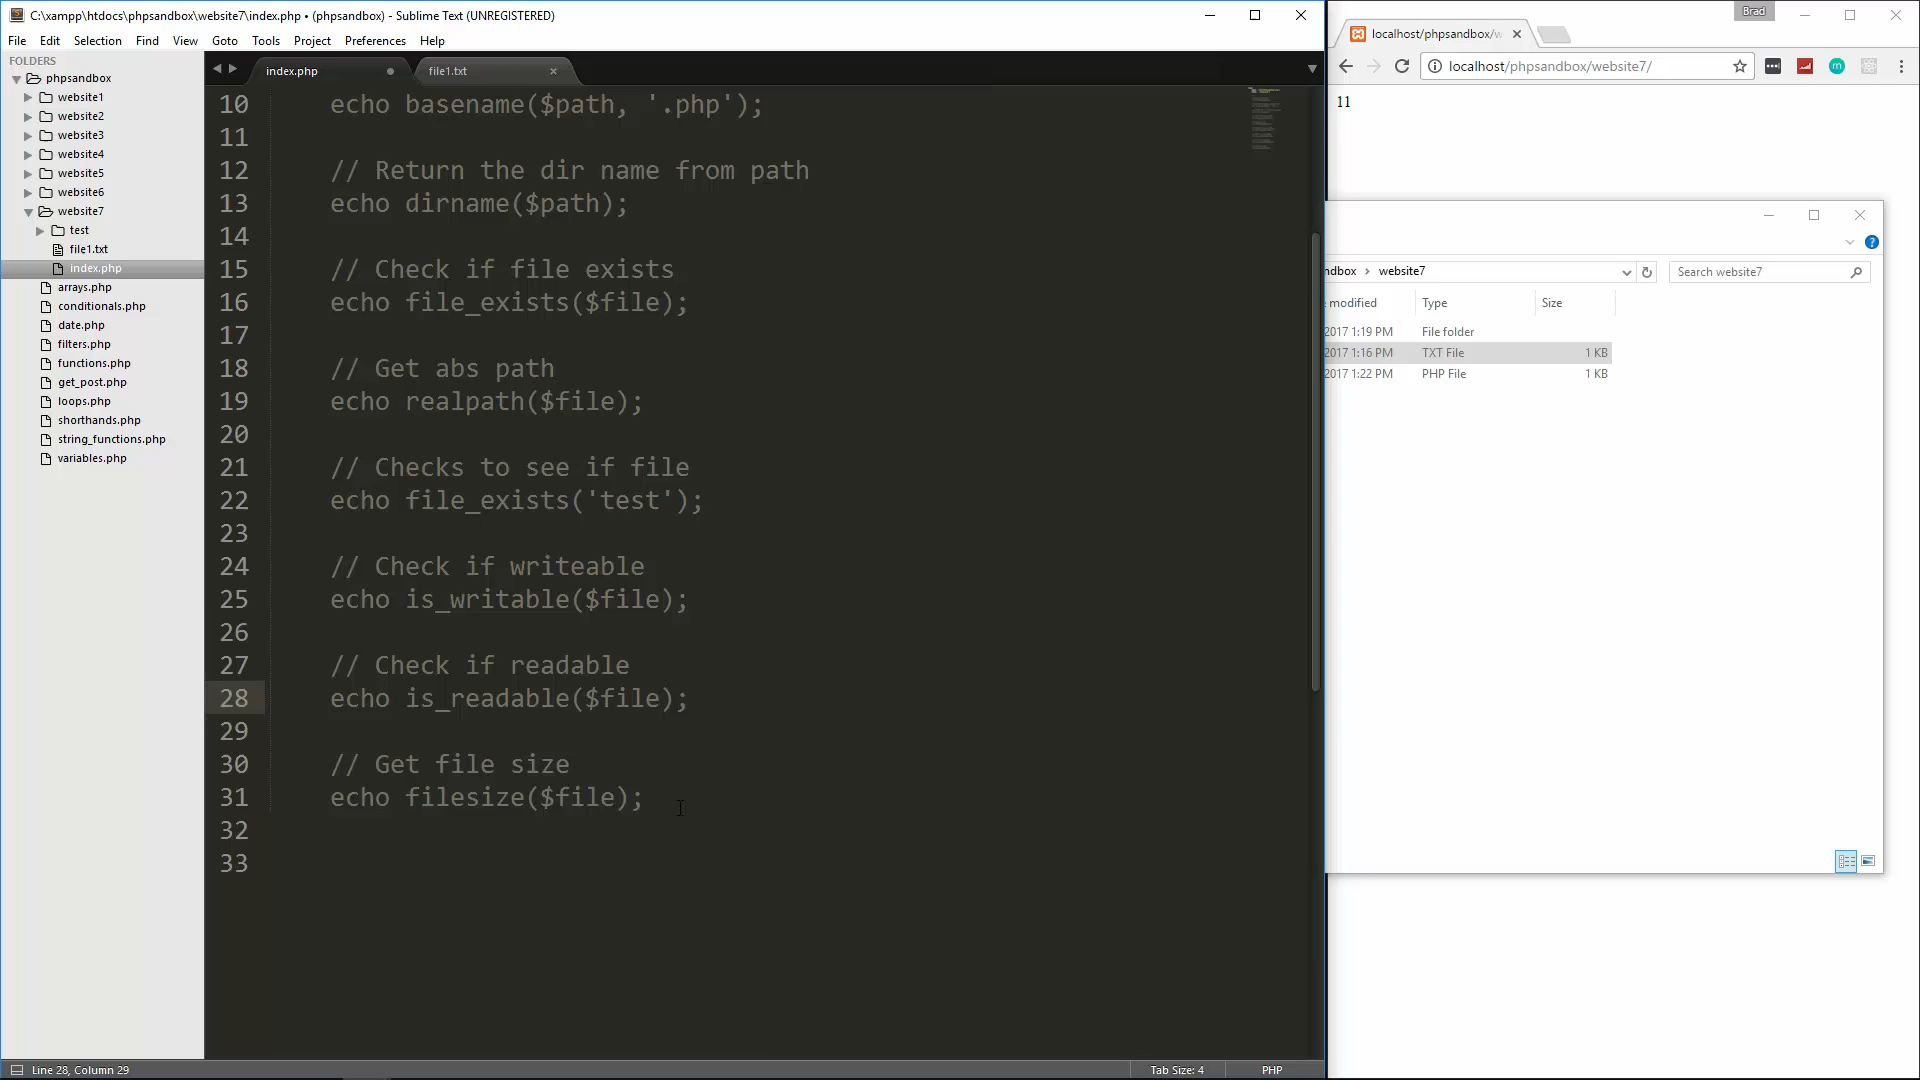 C:\xampp\htdocs\phpsandbox\website7\index.php • (phpsandbox) - Sublime Text (UNREGISTERED)
File Edit Selection Find View Goto Tools Project Preferences Help
FOLDERS
phpsandbox
website1
website2
website3
website4
website5
website6
website7
test
file1.txt
index.php
arrays.php
conditionals.php
date.php
filters.php
functions.php
get_post.php
loops.php
shorthands.php
string_functions.php
variables.php
index.php
file1.txt
10 echo basename($path, '.php');
11
12 // Return the dir name from path
13 echo dirname($path);
14
15 // Check if file exists
16 echo file_exists($file);
17
18 // Get abs path
19 echo realpath($file);
20
21 // Checks to see if file
22 echo file_exists('test');
23
24 // Check if writeable
25 echo is_writable($file);
26
27 // Check if readable
28 echo is_readable($file);
29
30 // Get file size
31 echo filesize($file);
32
33
Line 28, Column 29
Tab Size: 4
PHP
Brad
localhost/phpsandbox/w
localhost/phpsandbox/website7/
11
ndbox > website7
Search website7
modified Type Size
2017 1:19 PM File folder
2017 1:16 PM TXT File 1 KB
2017 1:22 PM PHP File 1 KB